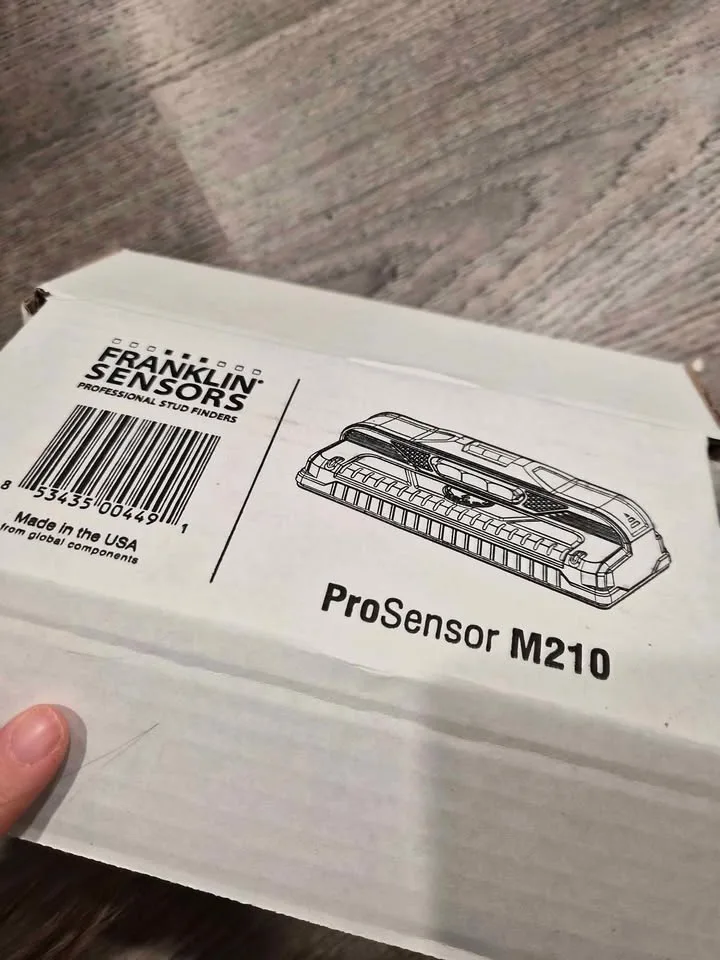 FRANKLIN
SENSORS
PROFESSIONAL STUD FINDERS
8 53435 00449 1
Made in the USA
from global components
ProSensor M210